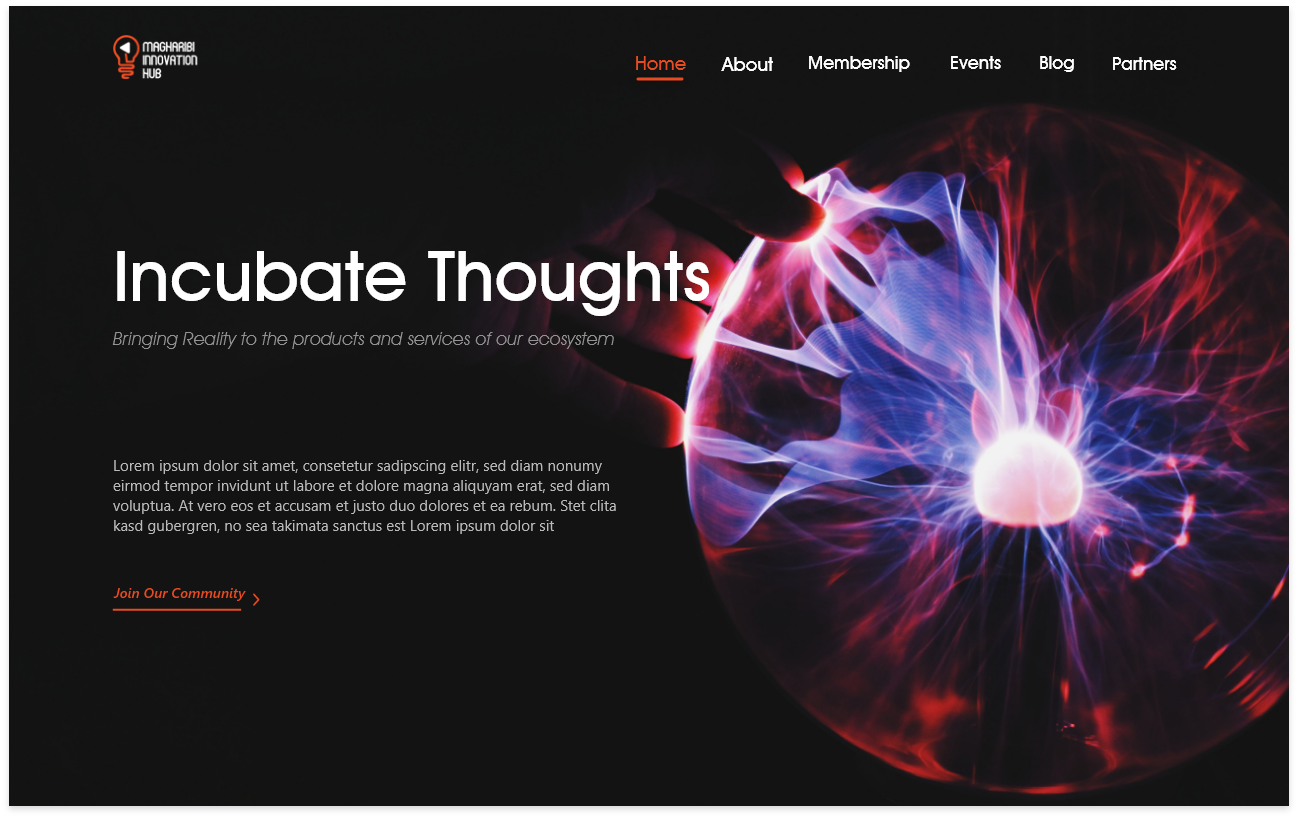 MAGHARIBI
INNOVATION
HUB
Home About Membership Events Blog Partners
Incubate Thoughts
Bringing Reality to the products and services of our ecosystem
Lorem ipsum dolor sit amet, consetetur sadipscing elitr, sed diam nonumy
eirmod tempor invidunt ut labore et dolore magna aliquyam erat, sed diam
voluptua. At vero eos et accusam et justo duo dolores et ea rebum. Stet clita
kasd gubergren, no sea takimata sanctus est Lorem ipsum dolor sit
Join Our Community